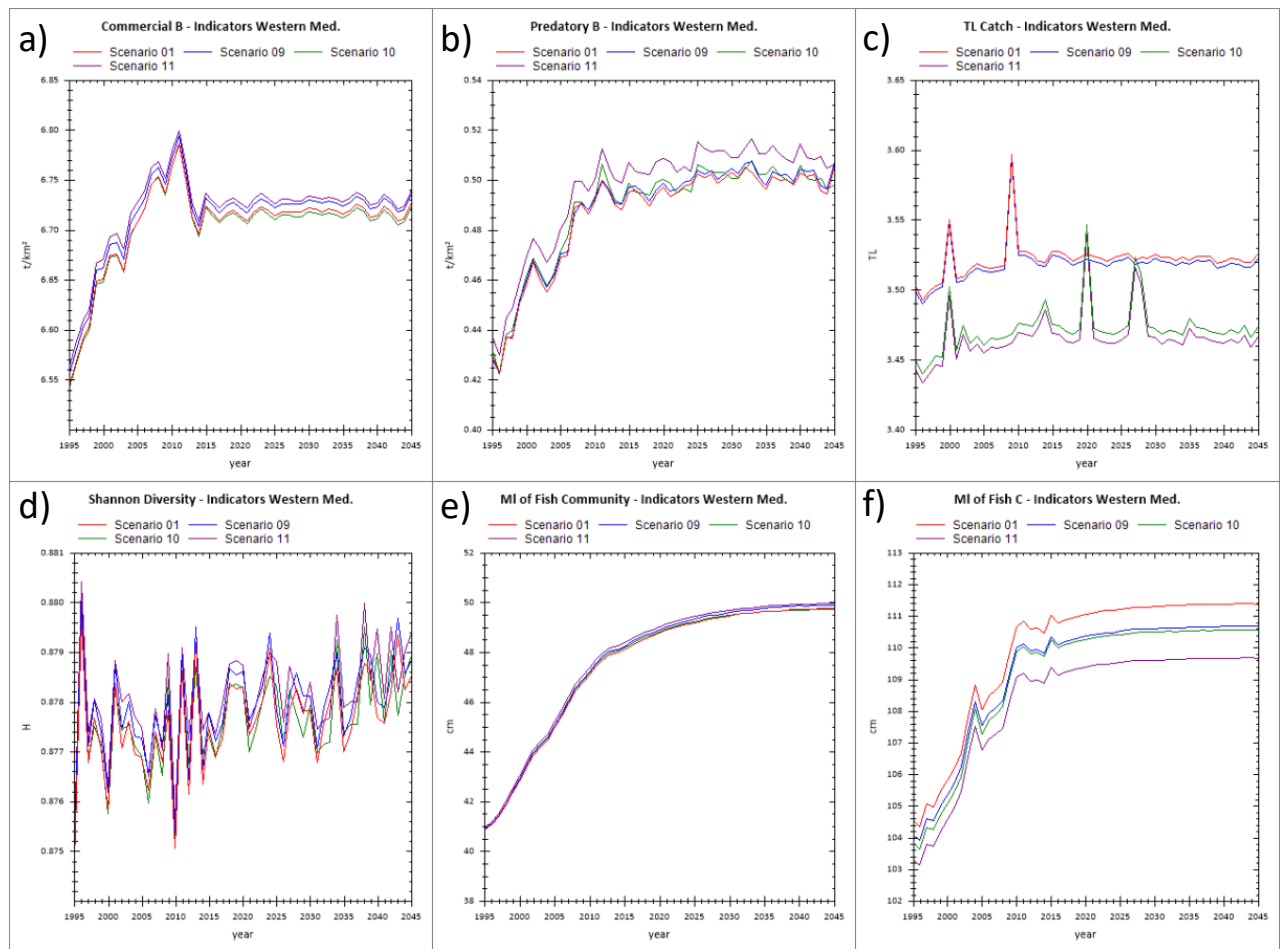 a)
Commercial B - Indicators Western Med.
Scenario 01 Scenario 09 Scenario 10
Scenario 11
6.85
6.80
6.75
6.70
6.65
6.60
6.55
t/km²
1995 2000 2005 2010 2015 2020 2025 2030 2035 2040 2045
year
b)
Predatory B - Indicators Western Med.
Scenario 01 Scenario 09 Scenario 10
Scenario 11
0.54
0.52
0.50
0.48
0.46
0.44
0.42
0.40
t/km²
1995 2000 2005 2010 2015 2020 2025 2030 2035 2040 2045
year
c)
TL Catch - Indicators Western Med.
Scenario 01 Scenario 09 Scenario 10
Scenario 11
3.65
3.60
3.55
3.50
3.45
3.40
TL
1995 2000 2005 2010 2015 2020 2025 2030 2035 2040 2045
year
d)
Shannon Diversity - Indicators Western Med.
Scenario 01 Scenario 09
Scenario 10 Scenario 11
0.881
0.880
0.879
0.878
0.877
0.876
0.875
H
1995 2000 2005 2010 2015 2020 2025 2030 2035 2040 2045
year
e)
Ml of Fish Community - Indicators Western Med.
Scenario 01 Scenario 09 Scenario 10
Scenario 11
52
50
48
46
44
42
40
38
cm
1995 2000 2005 2010 2015 2020 2025 2030 2035 2040 2045
year
f)
Ml of Fish C - Indicators Western Med.
Scenario 01 Scenario 09 Scenario 10
Scenario 11
113
112
111
110
109
108
107
106
105
104
103
102
cm
1995 2000 2005 2010 2015 2020 2025 2030 2035 2040 2045
year